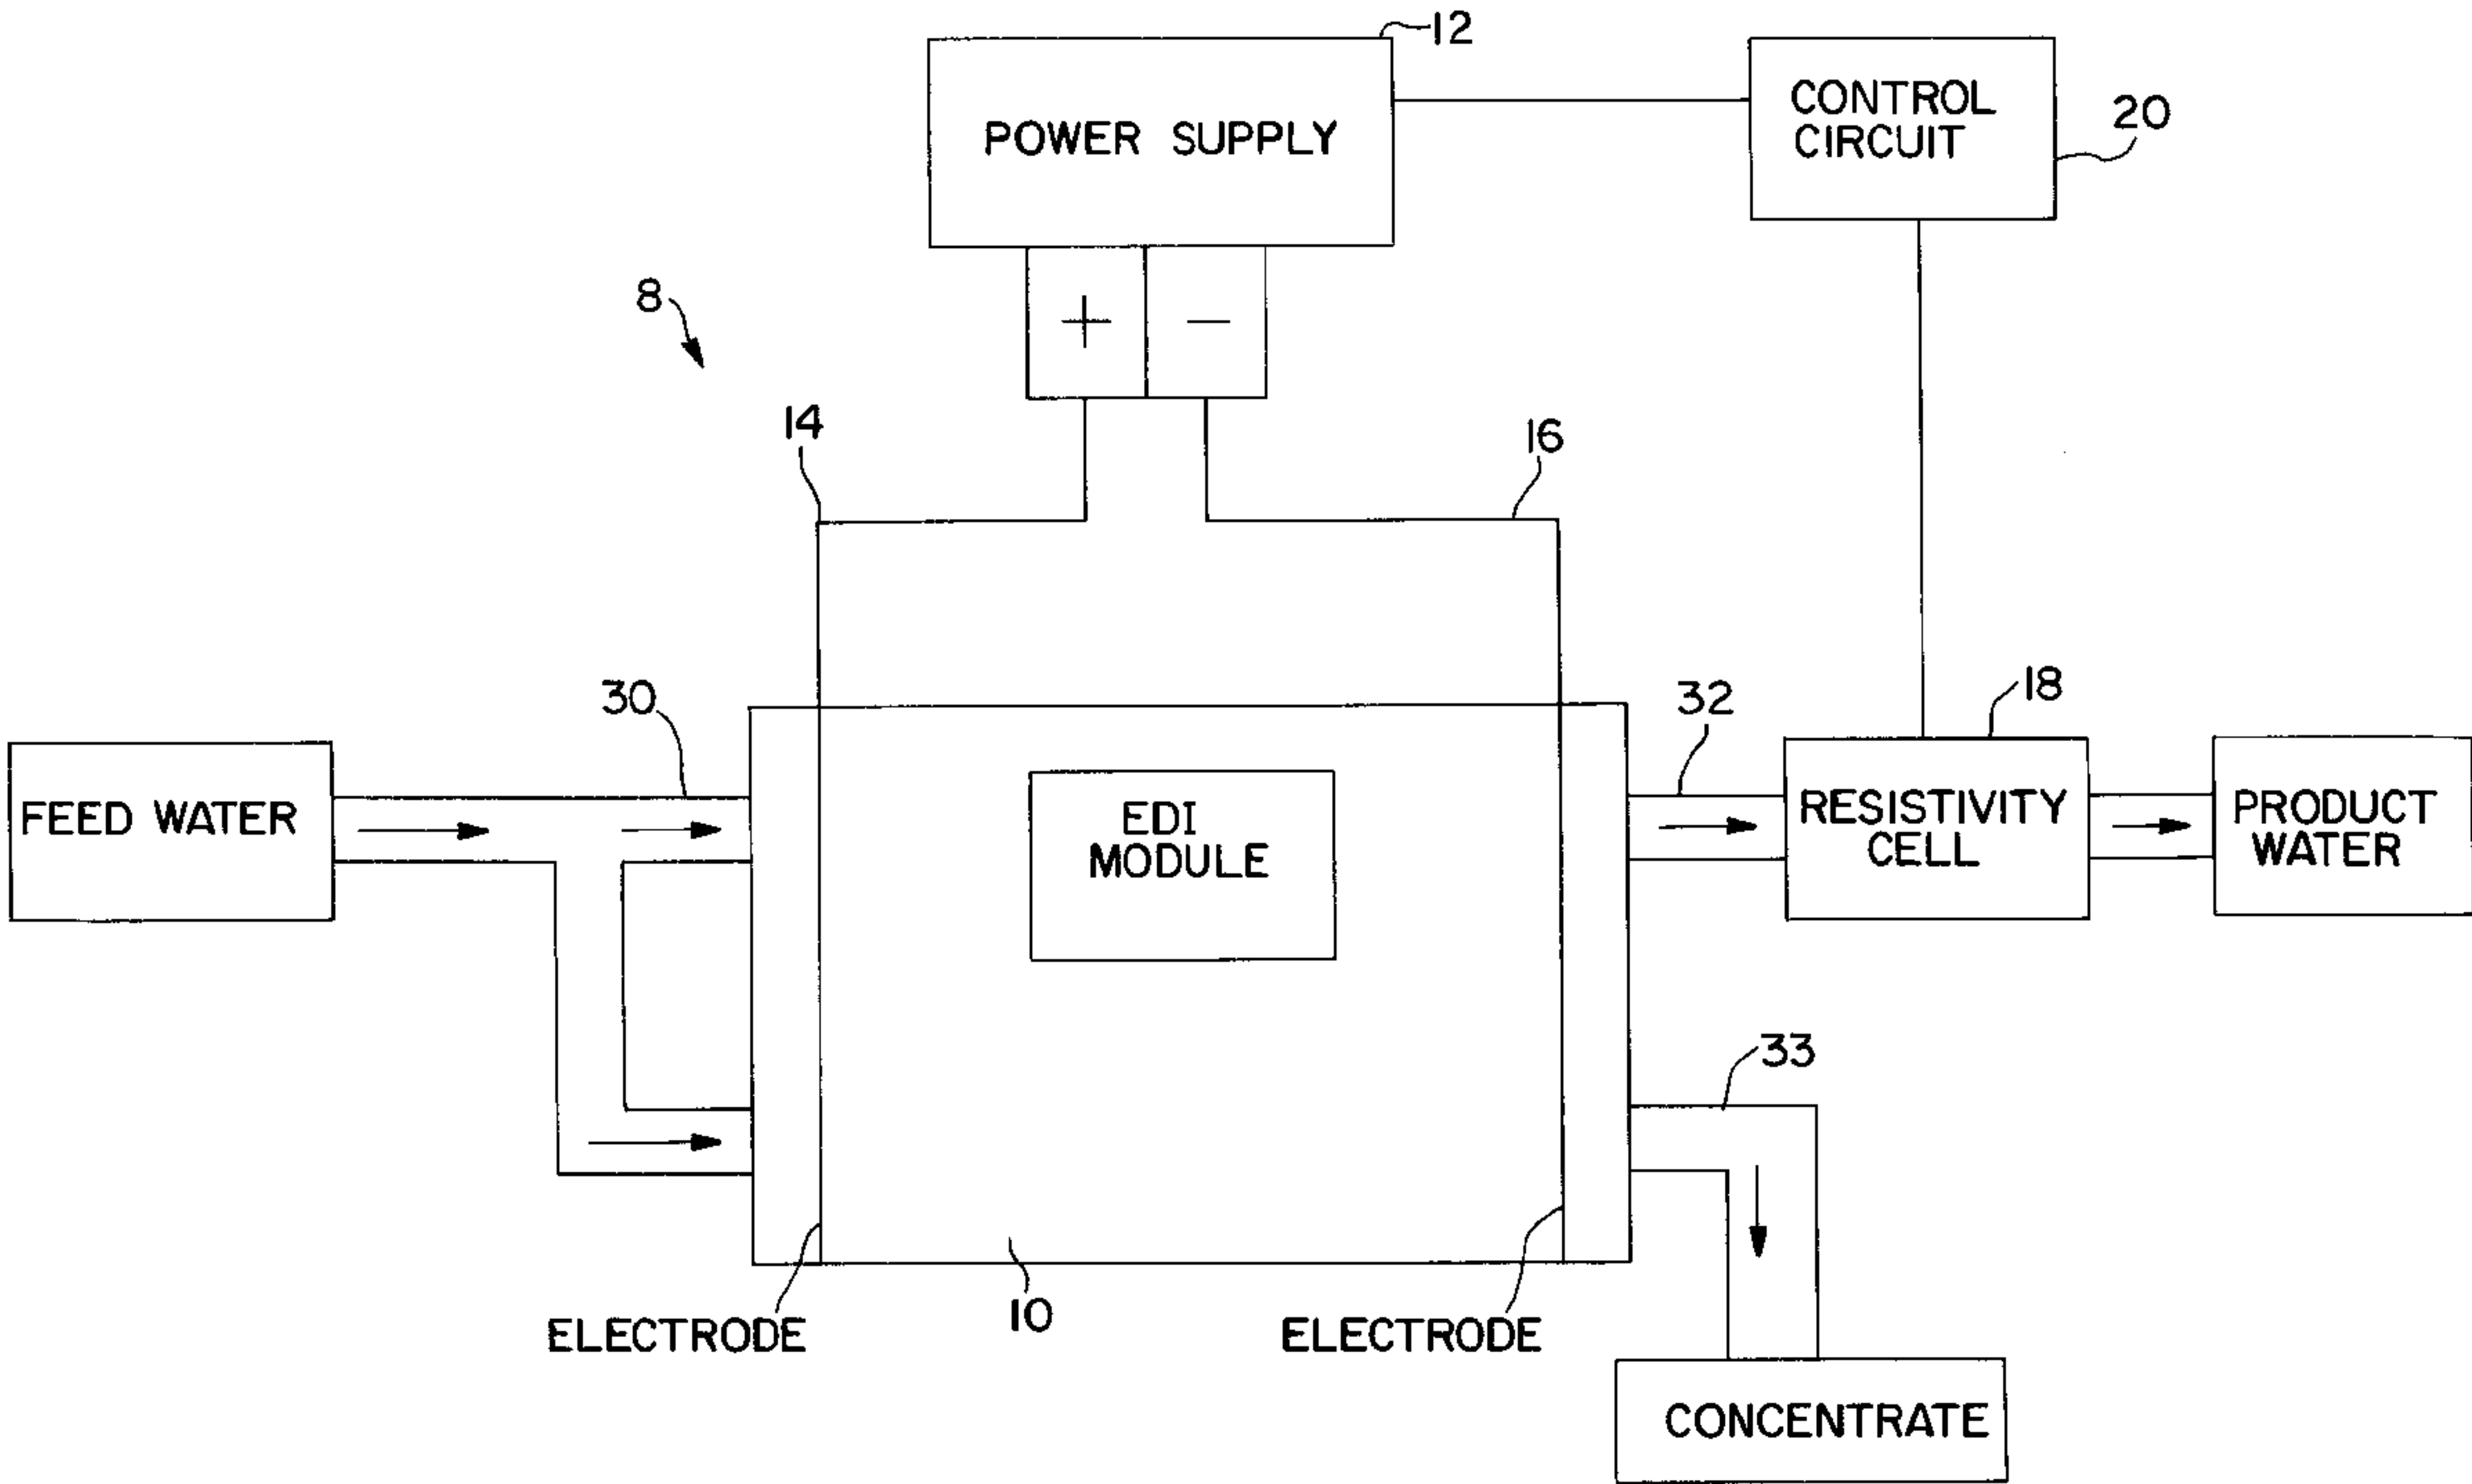 12
POWER SUPPLY
CONTROL
CIRCUIT
20
8
+ −
14
16
30
32
18
FEED WATER
EDI
MODULE
RESISTIVITY
CELL
PRODUCT
WATER
33
10
ELECTRODE
ELECTRODE
CONCENTRATE